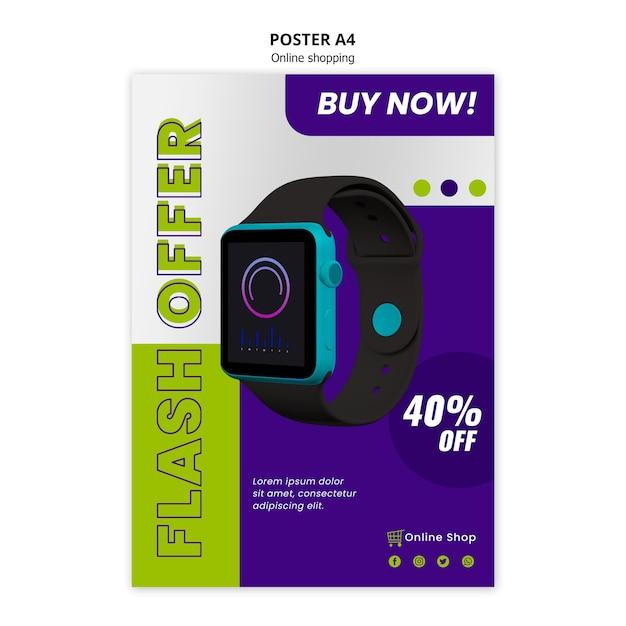 POSTER A4
Online shopping
BUY NOW!
FLASH OFFER
40%
OFF
Lorem ipsum dolor
sit amet, consectetur
adipiscing elit.
Online Shop